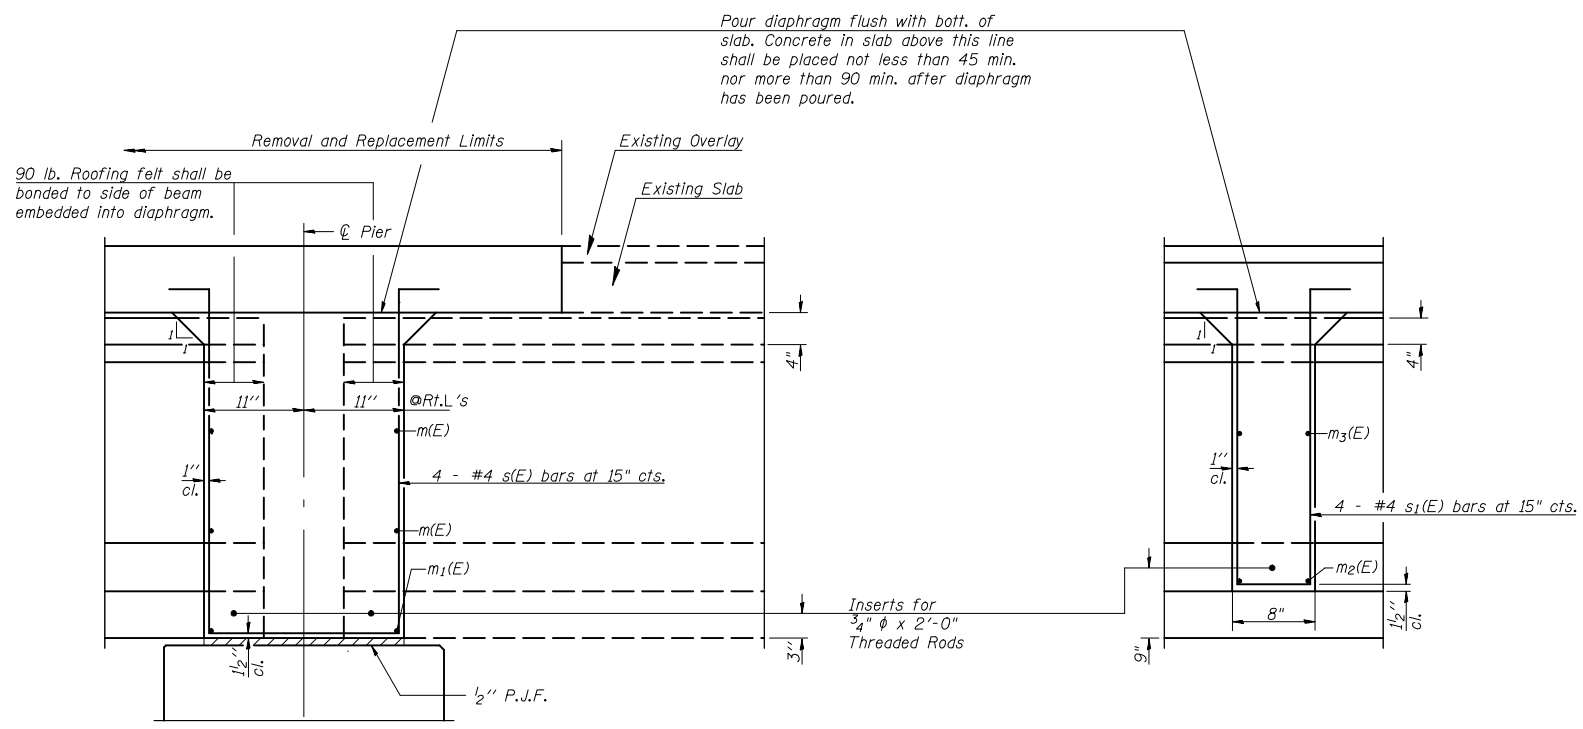 Pour diaphragm flush with bott. of
slab. Concrete in slab above this line
shall be placed not less than 45 min.
nor more than 90 min. after diaphragm
has been poured.
Removal and Replacement Limits
Existing Overlay
90 lb. Roofing felt shall be
bonded to side of beam
embedded into diaphragm.
Existing Slab
℄ Pier
1
1
4"
11''
11''
@Rt.L's
m(E)
1''
cl.
4 - #4 s(E) bars at 15" cts.
m(E)
m1(E)
1 1/2''
cl.
1/2'' P.J.F.
3''
Inserts for
3/4" ϕ x 2'-0"
Threaded Rods
1
1
4"
m3(E)
1''
cl.
4 - #4 s1(E) bars at 15" cts.
m2(E)
8"
1 1/2''
cl.
9"